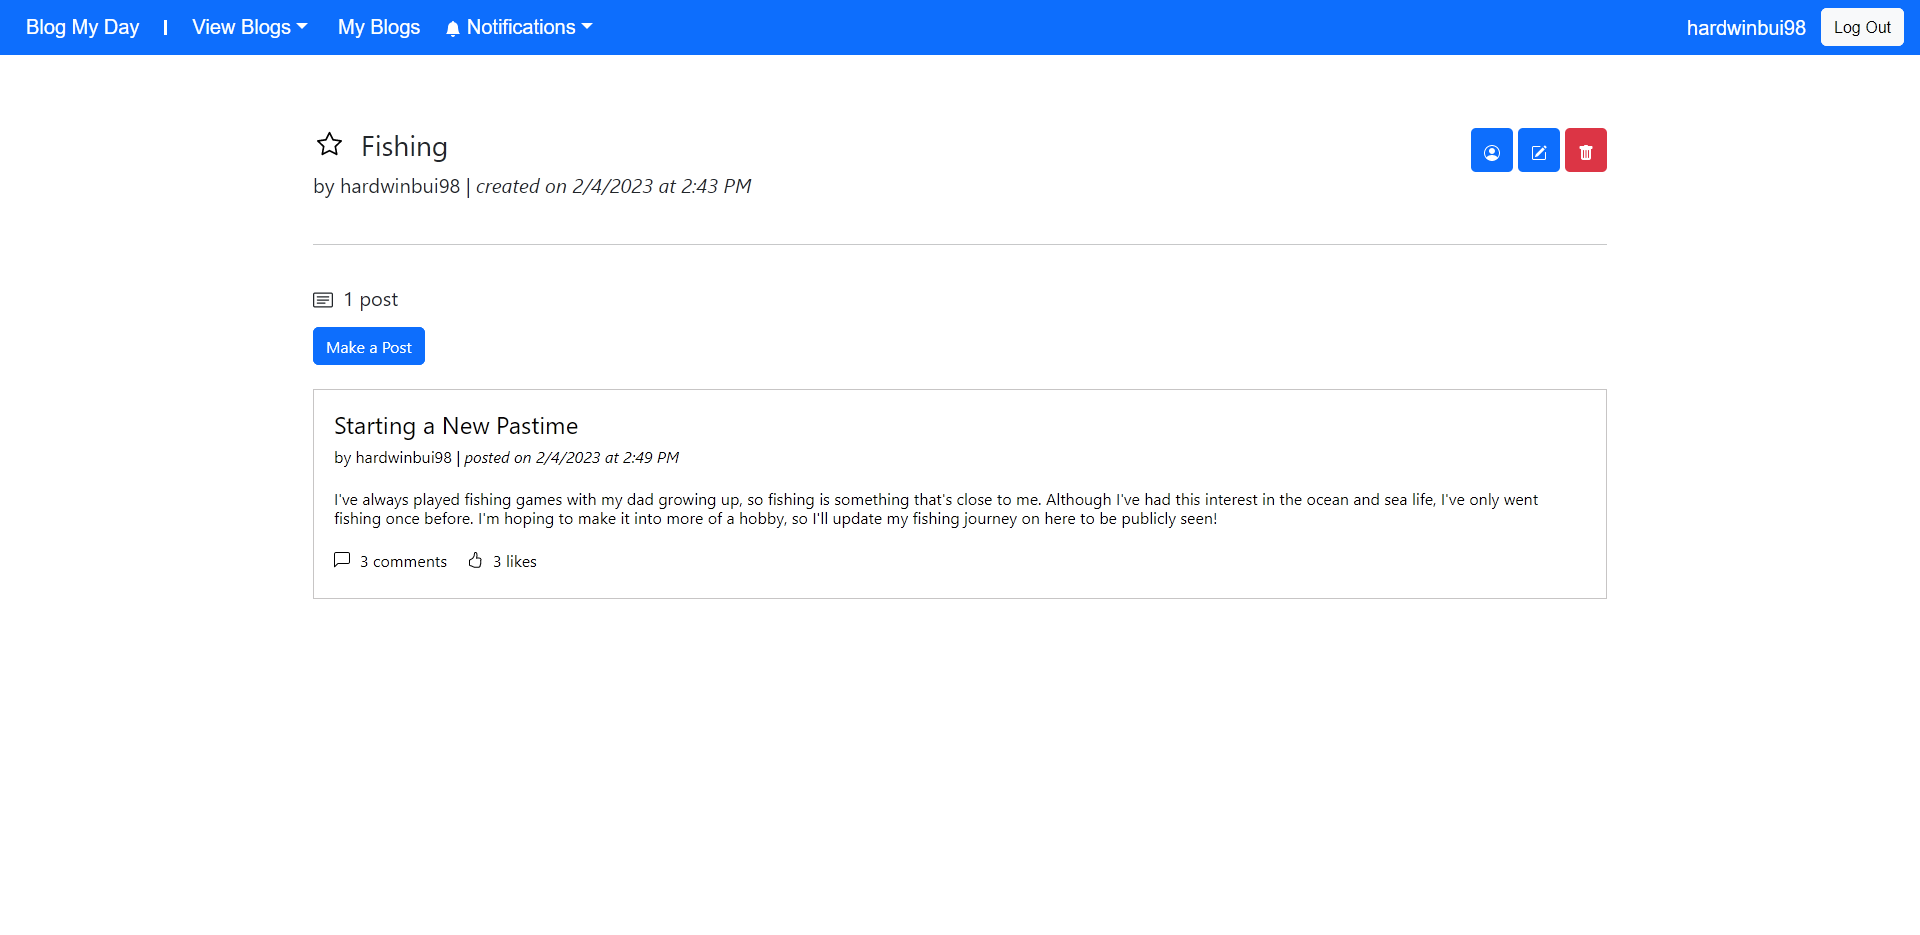 Blog My Day | View Blogs My Blogs Notifications hardwinbui98 Log Out
Fishing
by hardwinbui98 | created on 2/4/2023 at 2:43 PM
1 post
Make a Post
Starting a New Pastime
by hardwinbui98 | posted on 2/4/2023 at 2:49 PM
I've always played fishing games with my dad growing up, so fishing is something that's close to me. Although I've had this interest in the ocean and sea life, I've only went
fishing once before. I'm hoping to make it into more of a hobby, so I'll update my fishing journey on here to be publicly seen!
3 comments 3 likes